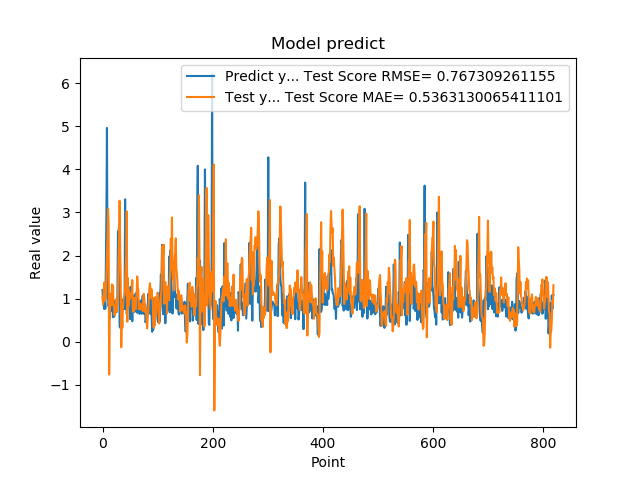 Model predict
Predict y... Test Score RMSE= 0.767309261155
Test y... Test Score MAE= 0.5363130065411101
Real value
6
5
4
3
2
1
0
−1
0 200 400 600 800
Point